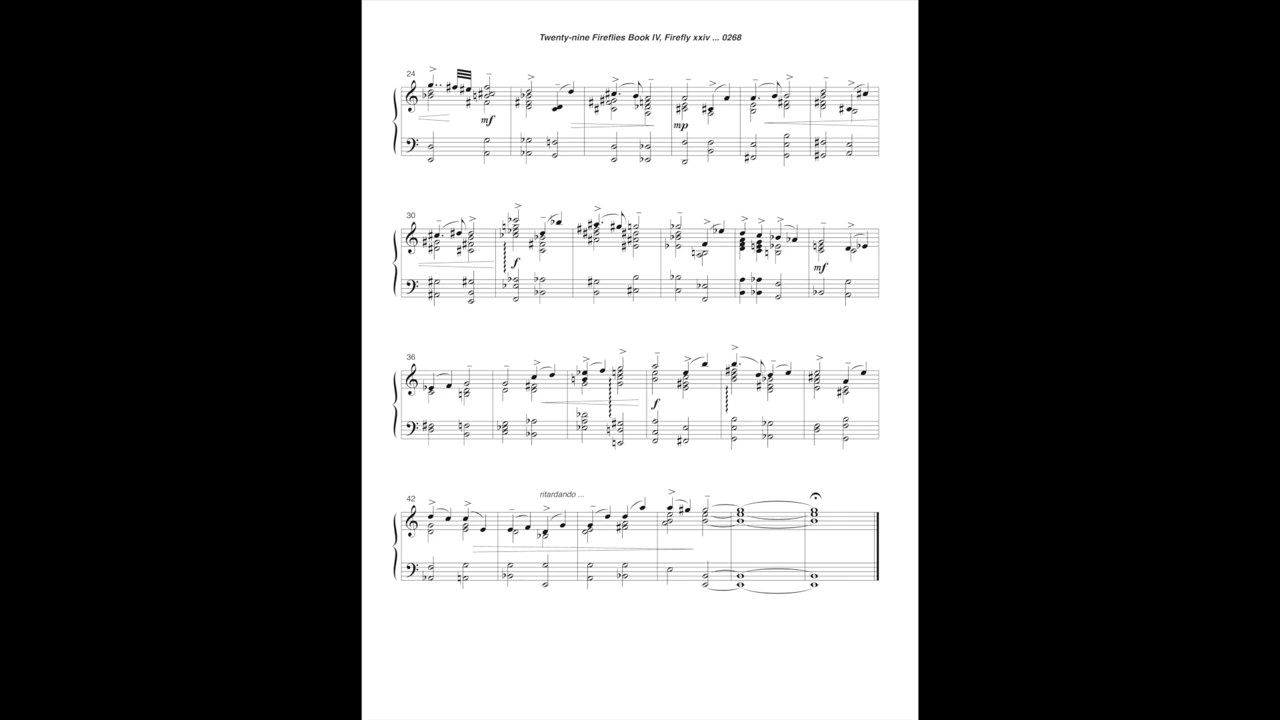 Twenty-nine Fireflies Book IV, Firefly xxiv ... 0268
24
mf
mp
30
f
mf
36
f
42
ritardando ...